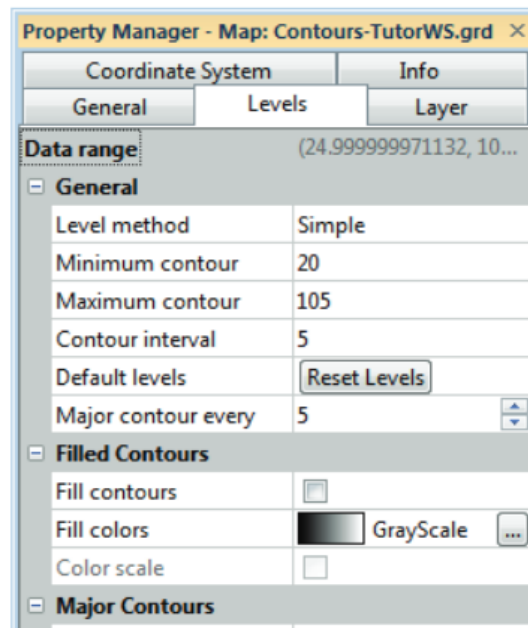 Property Manager - Map: Contours-TutorWS.grd ×
Coordinate System Info
General Levels Layer
Data range (24.999999971132, 10...
General
Level method Simple
Minimum contour 20
Maximum contour 105
Contour interval 5
Default levels Reset Levels
Major contour every 5
Filled Contours
Fill contours
Fill colors GrayScale ...
Color scale
Major Contours